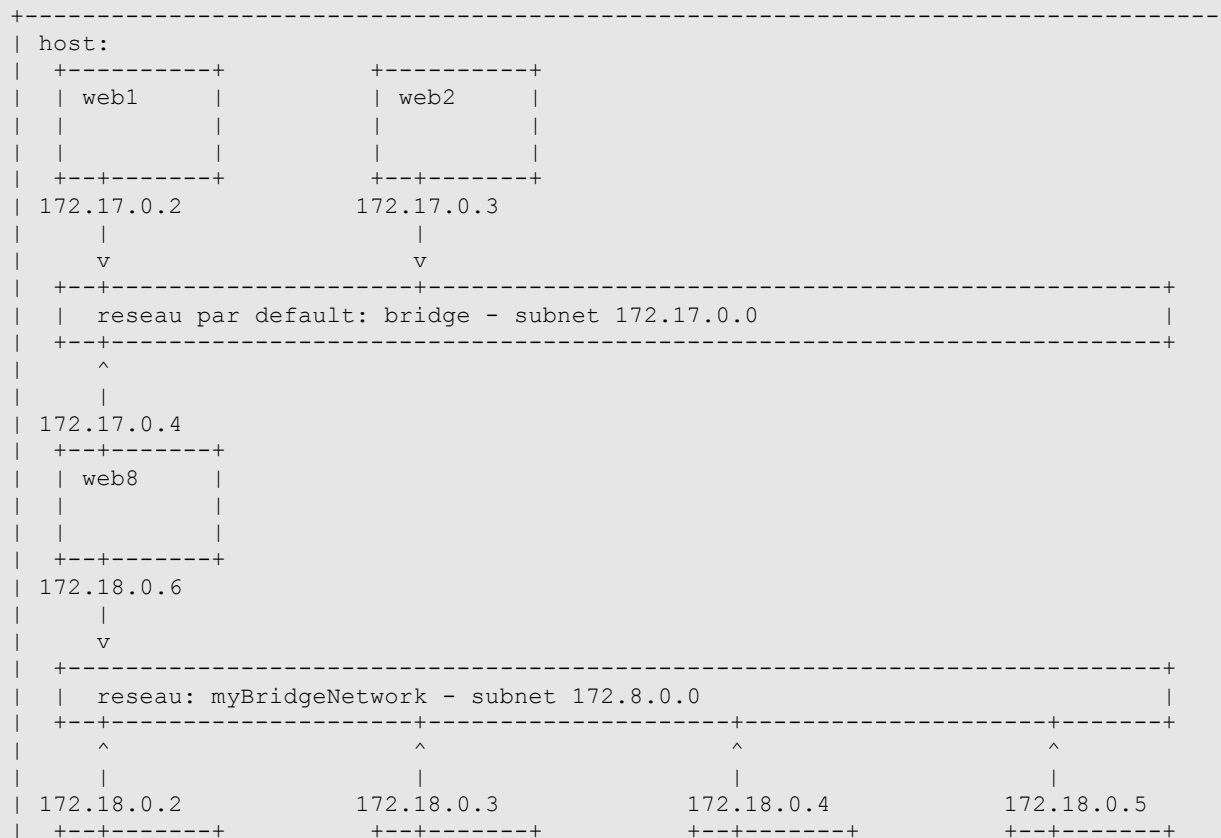 +-----------------------------------------------------------------------------------
| host:
|  +----------+          +----------+
|  | web1     |          | web2     |
|  |          |          |          |
|  |          |          |          |
|  +--+-------+          +--+-------+
| 172.17.0.2            172.17.0.3
|     |                     |
|     v                     v
|  +--+---------------------+---------------------------------------------------+
|  |  reseau par default: bridge - subnet 172.17.0.0                            |
|  +--+-------------------------------------------------------------------------+
|     ^
|     |
| 172.17.0.4
|  +--+-------+
|  | web8     |
|  |          |
|  |          |
|  +--+-------+
| 172.18.0.6
|     |
|     v
|  +----------------------------------------------------------------------------+
|  |  reseau: myBridgeNetwork - subnet 172.8.0.0                                |
|  +--+---------------------+---------------------+---------------------+-------+
|     ^                     ^                     ^                     ^
|     |                     |                     |                     |
| 172.18.0.2            172.18.0.3             172.18.0.4            172.18.0.5
|  +--+-------+          +--+-------+          +--+-------+          +--+-------+